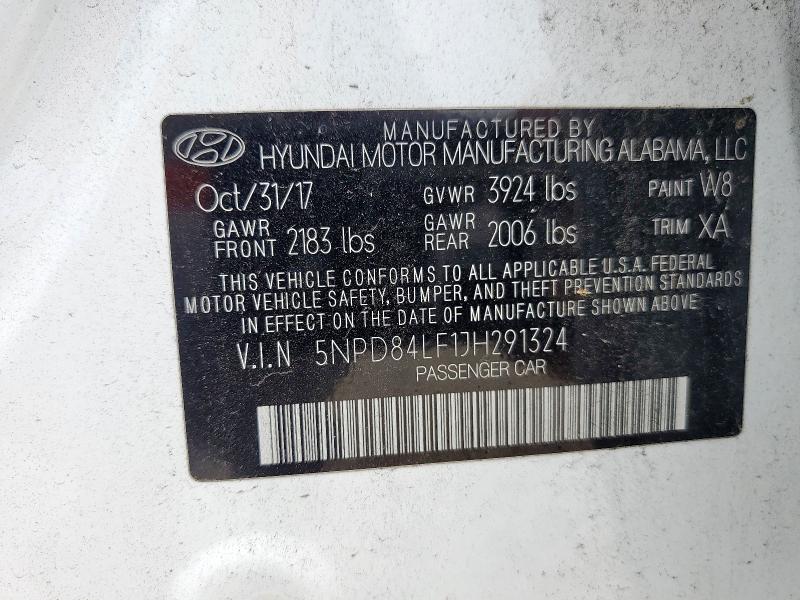 MANUFACTURED BY
HYUNDAI MOTOR MANUFACTURING ALABAMA, LLC
Oct/31/17 GVWR 3924 lbs PAINT W8
GAWR FRONT 2183 lbs GAWR REAR 2006 lbs TRIM XA
THIS VEHICLE CONFORMS TO ALL APPLICABLE U.S.A. FEDERAL
MOTOR VEHICLE SAFETY, BUMPER, AND THEFT PREVENTION STANDARDS
IN EFFECT ON THE DATE OF MANUFACTURE SHOWN ABOVE
V.I.N 5NPD84LF1JH291324
PASSENGER CAR